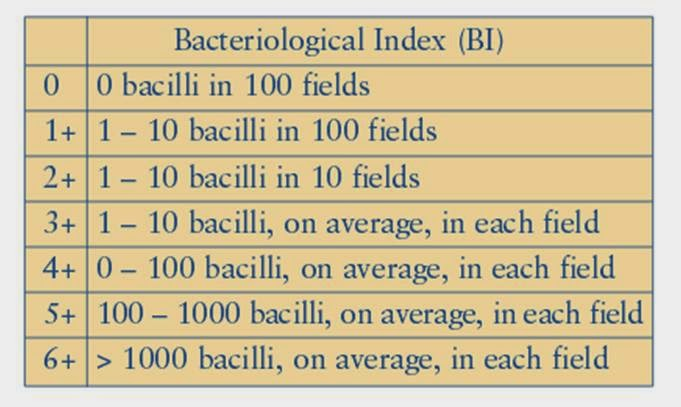 Bacteriological Index (BI)
0 0 bacilli in 100 fields
1+ 1 – 10 bacilli in 100 fields
2+ 1 – 10 bacilli in 10 fields
3+ 1 – 10 bacilli, on average, in each field
4+ 0 – 100 bacilli, on average, in each field
5+ 100 – 1000 bacilli, on average, in each field
6+ > 1000 bacilli, on average, in each field